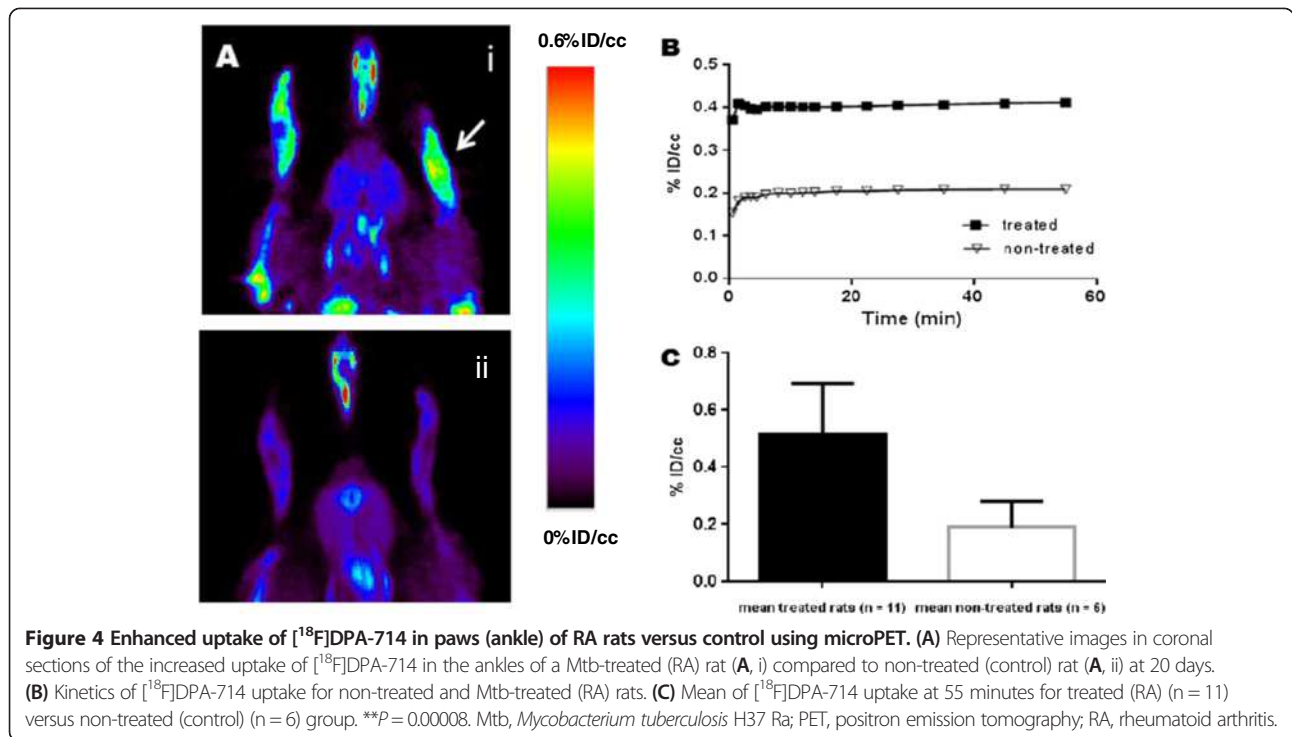 A
i
0.6% ID/cc
0% ID/cc
ii
B
0.5
0.4
0.3
0.2
0.1
0.0
% ID/cc
treated
non-treated
0
20
40
60
Time (min)
C
0.8
0.6
0.4
0.2
0.0
% ID/cc
mean treated rats (n = 11)
mean non-treated rats (n = 6)
Figure 4 Enhanced uptake of [18F]DPA-714 in paws (ankle) of RA rats versus control using microPET. (A) Representative images in coronal
sections of the increased uptake of [18F]DPA-714 in the ankles of a Mtb-treated (RA) rat (A, i) compared to non-treated (control) rat (A, ii) at 20 days.
(B) Kinetics of [18F]DPA-714 uptake for non-treated and Mtb-treated (RA) rats. (C) Mean of [18F]DPA-714 uptake at 55 minutes for treated (RA) (n = 11)
versus non-treated (control) (n = 6) group. **P = 0.00008. Mtb, Mycobacterium tuberculosis H37 Ra; PET, positron emission tomography; RA, rheumatoid arthritis.